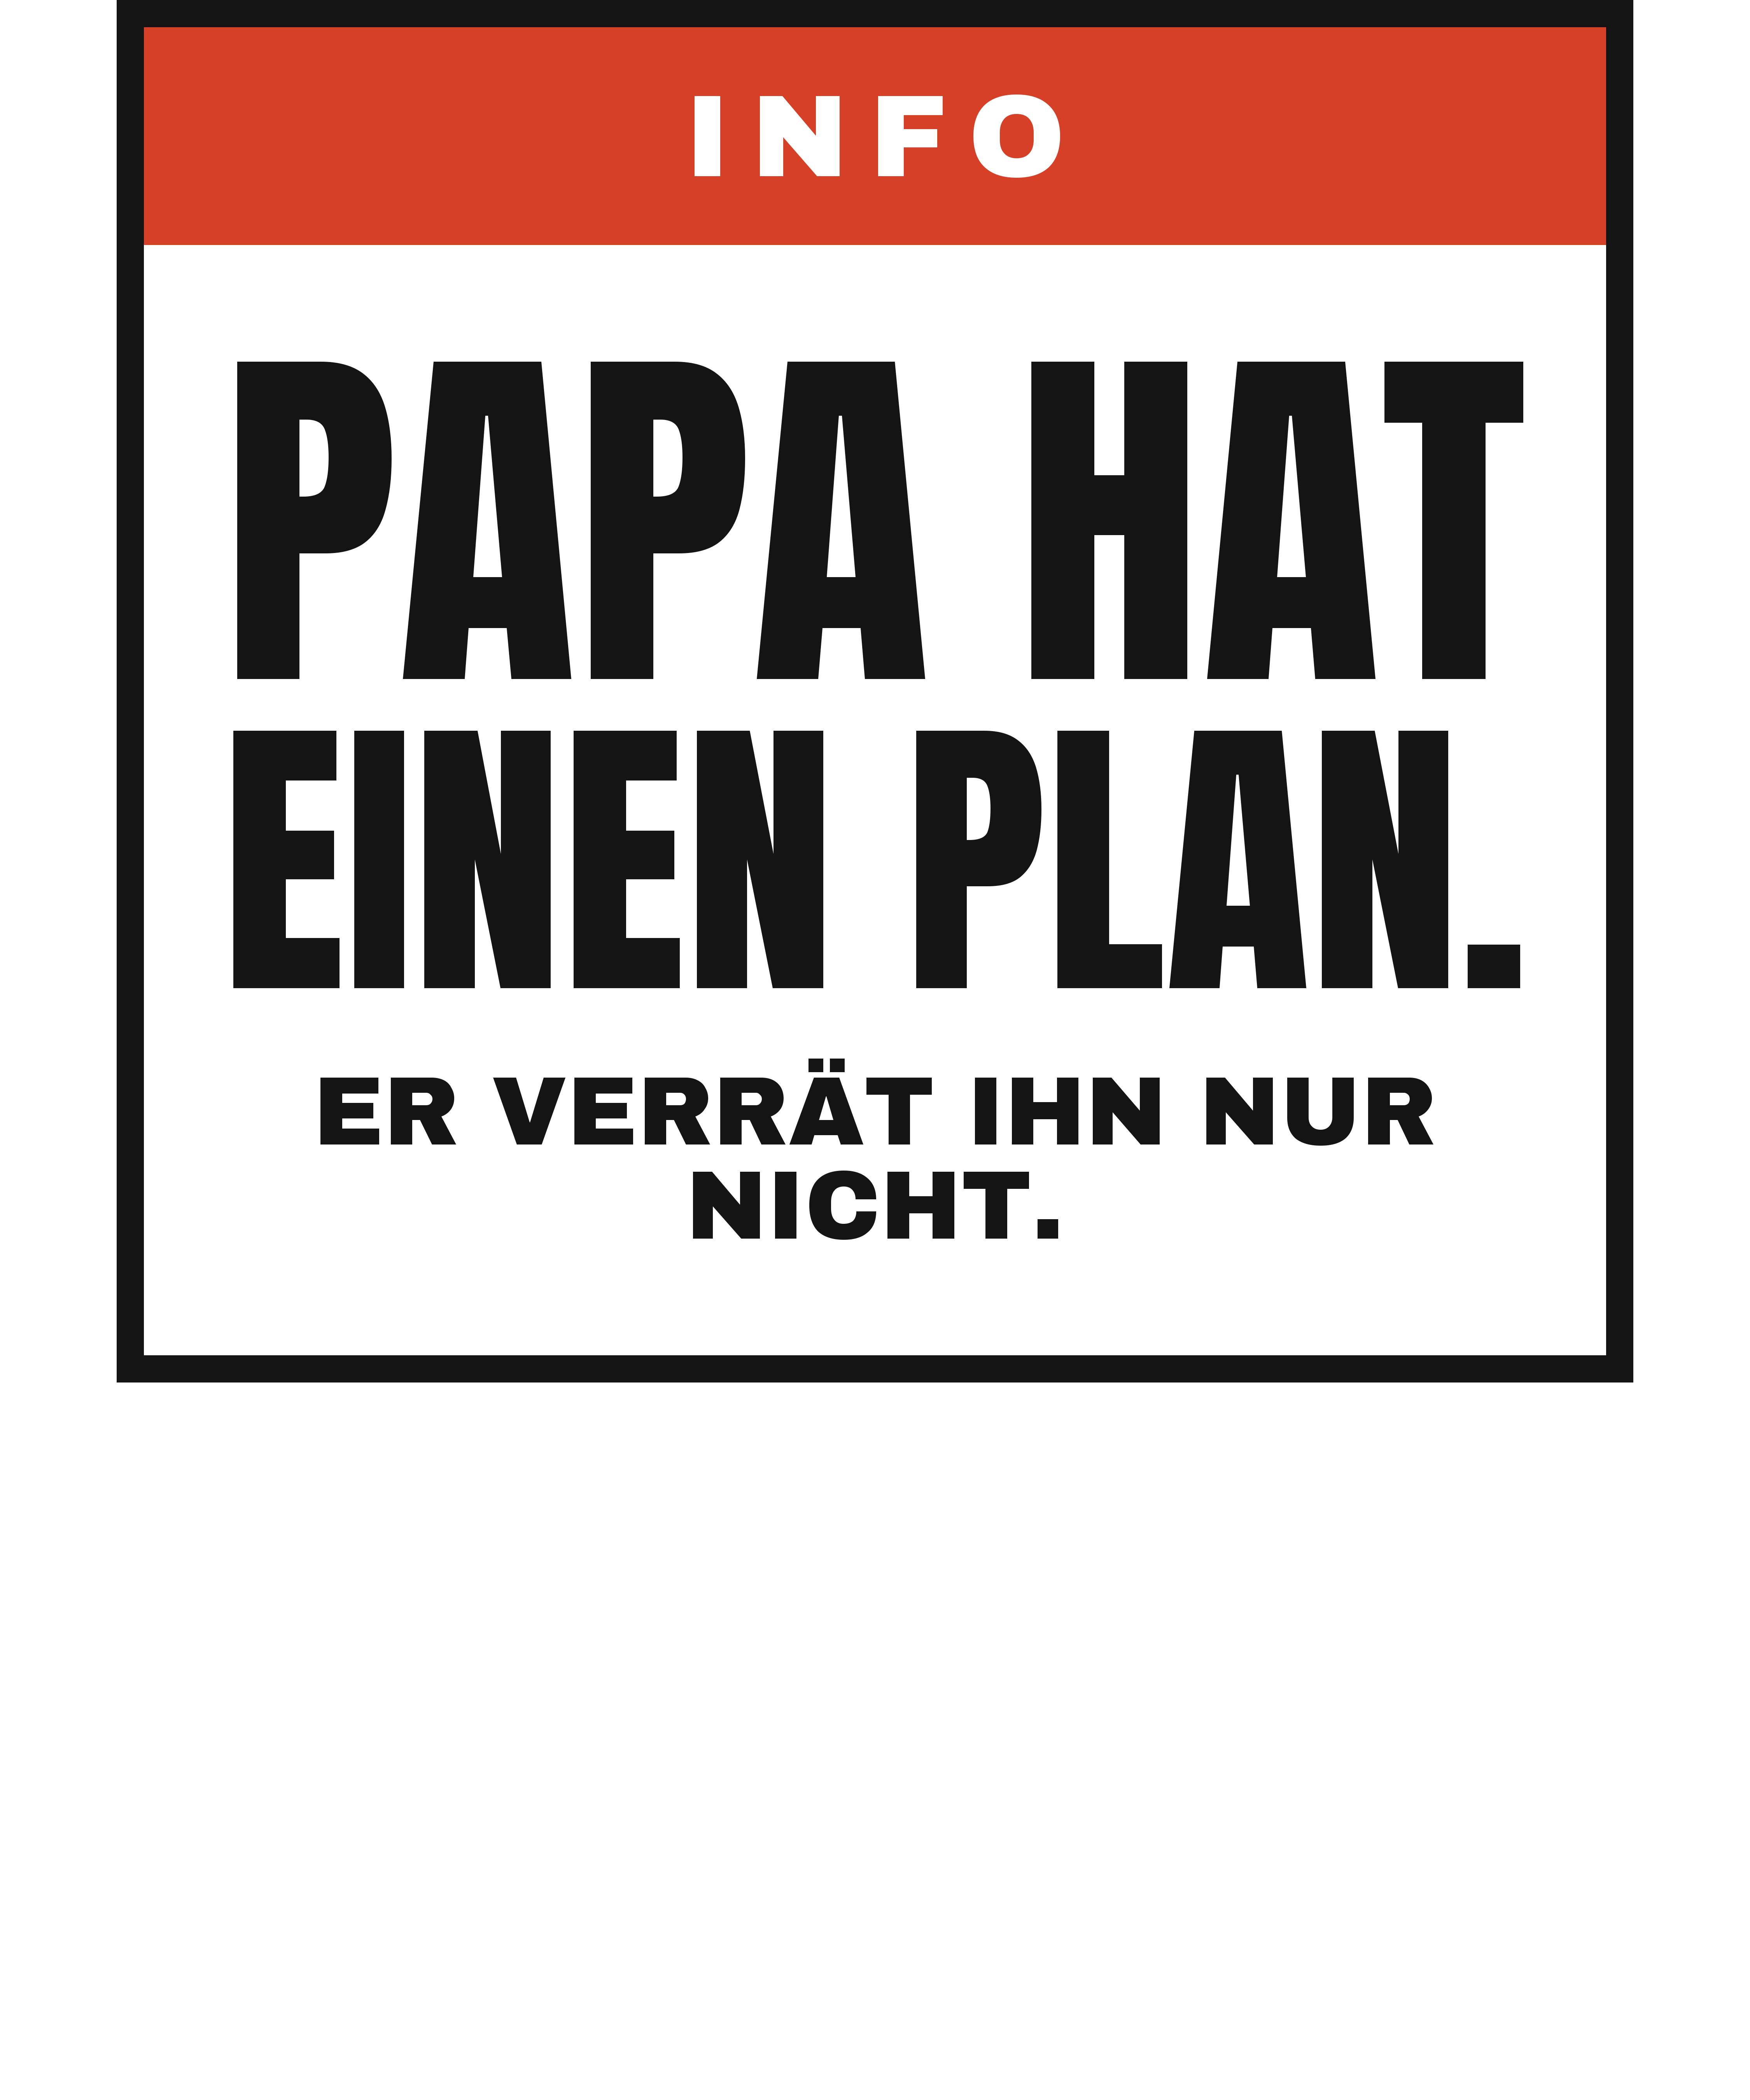 INFO
PAPA HAT
EINEN PLAN.
ER VERRÄT IHN NUR
NICHT.